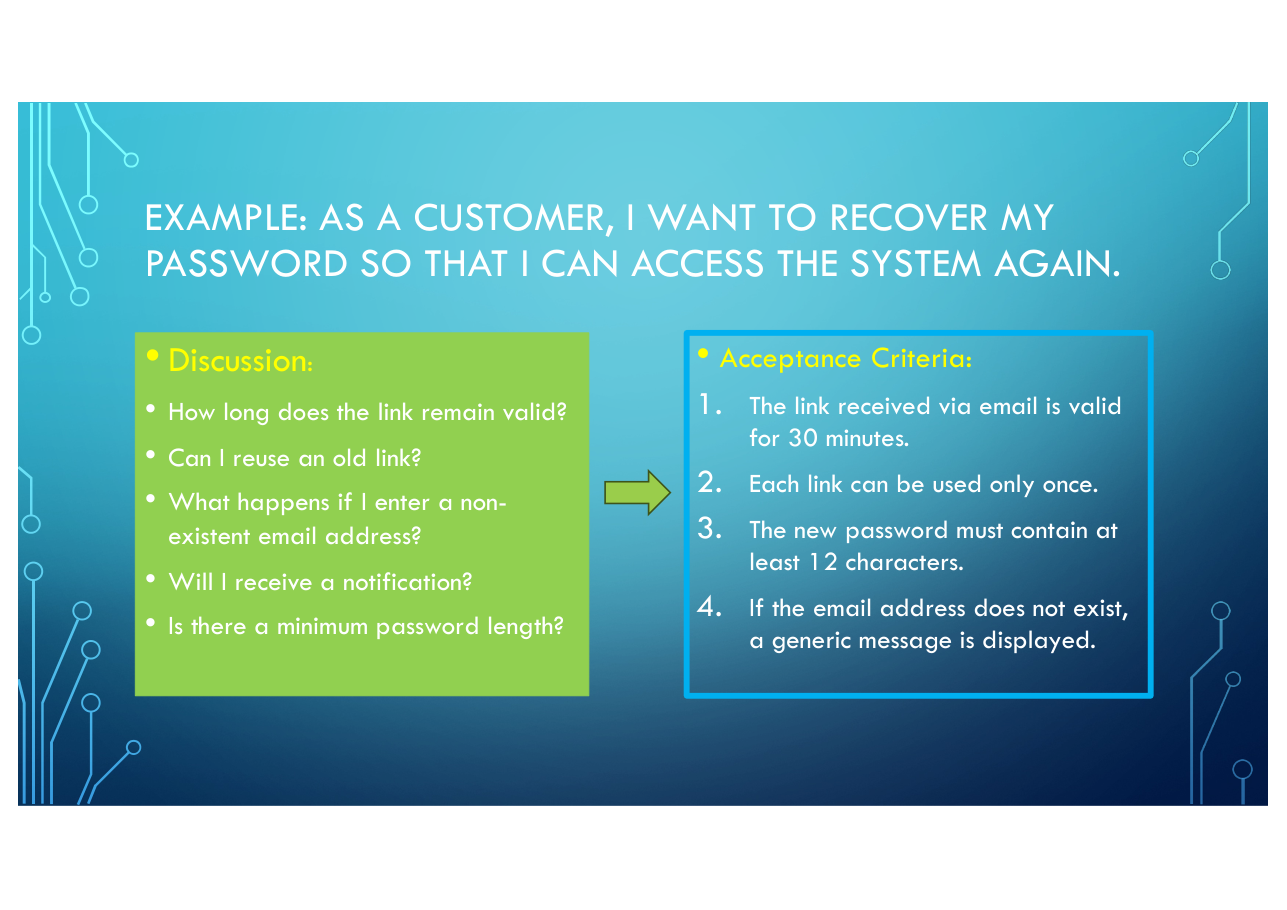 EXAMPLE: AS A CUSTOMER, I WANT TO RECOVER MY
PASSWORD SO THAT I CAN ACCESS THE SYSTEM AGAIN.
• Discussion:
• How long does the link remain valid?
• Can I reuse an old link?
• What happens if I enter a non-
existent email address?
• Will I receive a notification?
• Is there a minimum password length?
• Acceptance Criteria:
1. The link received via email is valid
for 30 minutes.
2. Each link can be used only once.
3. The new password must contain at
least 12 characters.
4. If the email address does not exist,
a generic message is displayed.